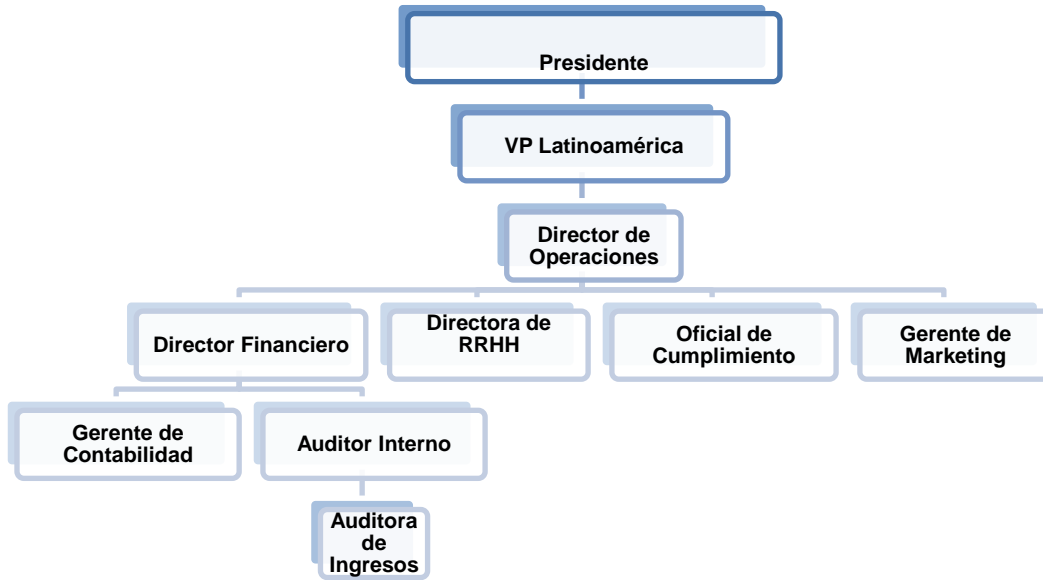 Presidente
VP Latinoamérica
Director de
Operaciones
Director Financiero
Directora de
RRHH
Oficial de
Cumplimiento
Gerente de
Marketing
Gerente de
Contabilidad
Auditor Interno
Auditora
de
Ingresos